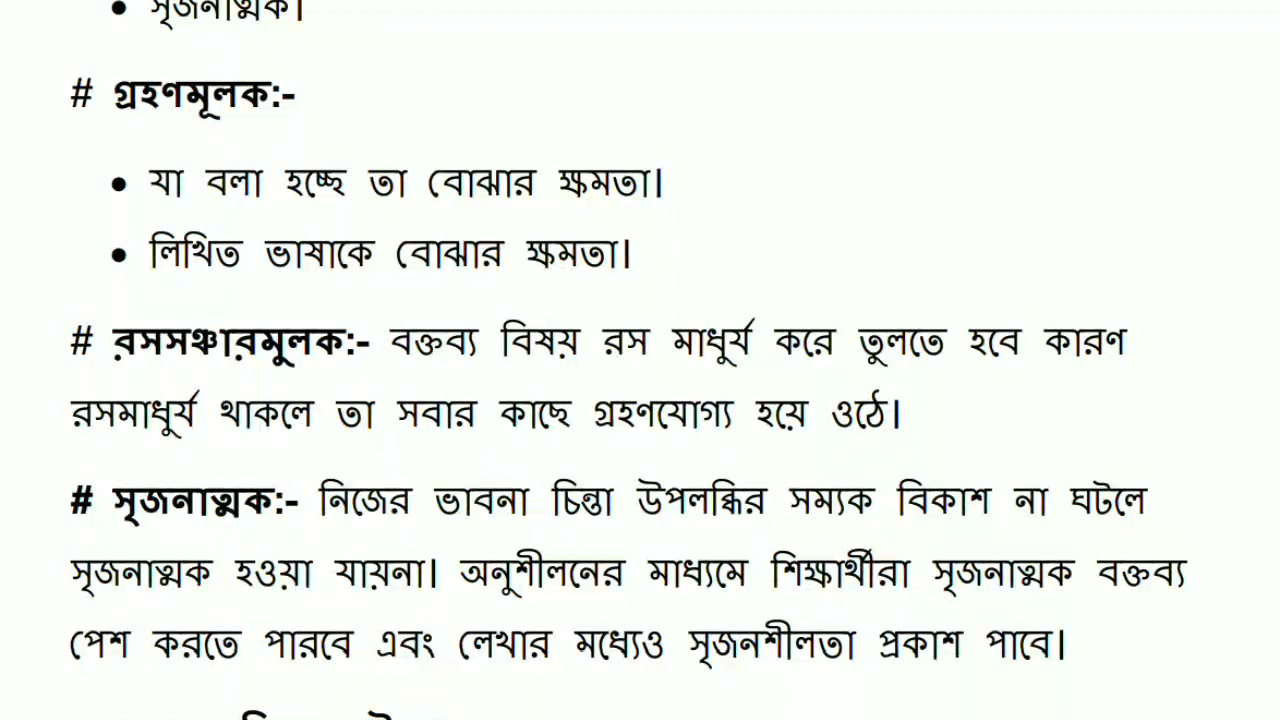 • সৃজনাত্মক।
# গ্রহণমূলক:-
• যা বলা হচ্ছে তা বোঝার ক্ষমতা।
• লিখিত ভাষাকে বোঝার ক্ষমতা।
# রসসঞ্চারমুলক:- বক্তব্য বিষয় রস মাধুর্য করে তুলতে হবে কারণ
রসমাধুর্য থাকলে তা সবার কাছে গ্রহণযোগ্য হয়ে ওঠে।
# সৃজনাত্মক:- নিজের ভাবনা চিন্তা উপলব্ধির সম্যক বিকাশ না ঘটলে
সৃজনাত্মক হওয়া যায়না। অনুশীলনের মাধ্যমে শিক্ষার্থীরা সৃজনাত্মক বক্তব্য
পেশ করতে পারবে এবং লেখার মধ্যেও সৃজনশীলতা প্রকাশ পাবে।